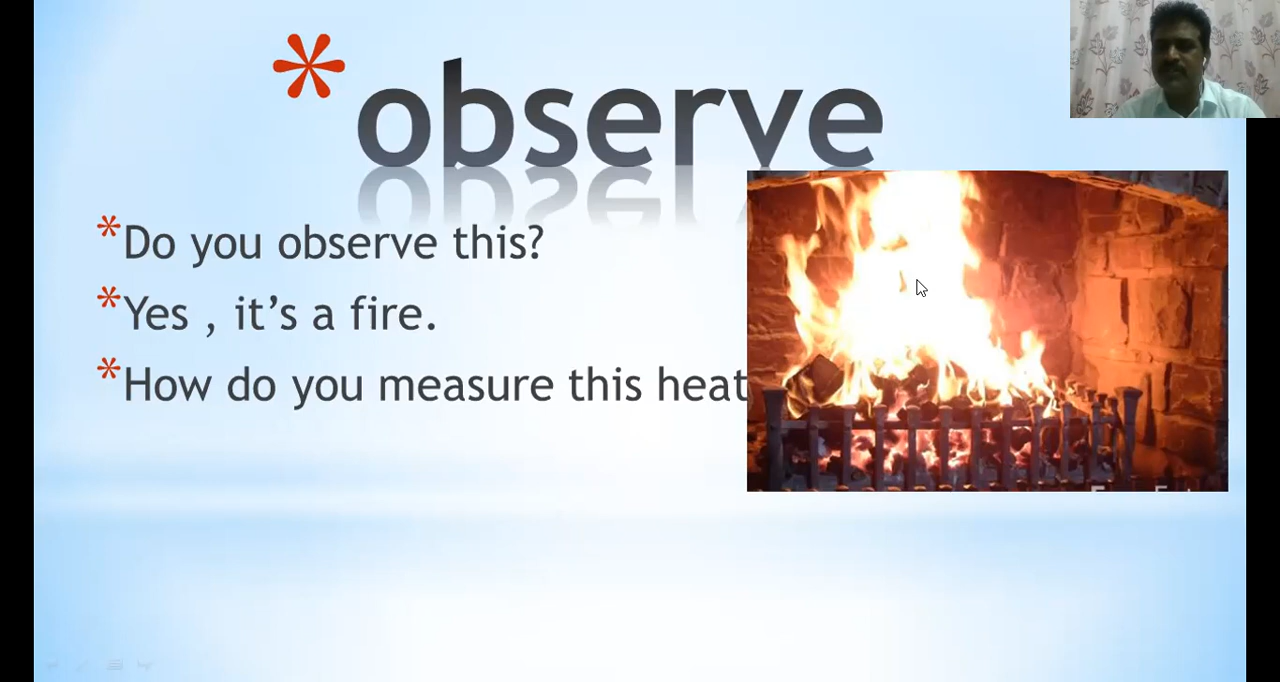 *observe
*Do you observe this?
*Yes , it's a fire.
*How do you measure this heat